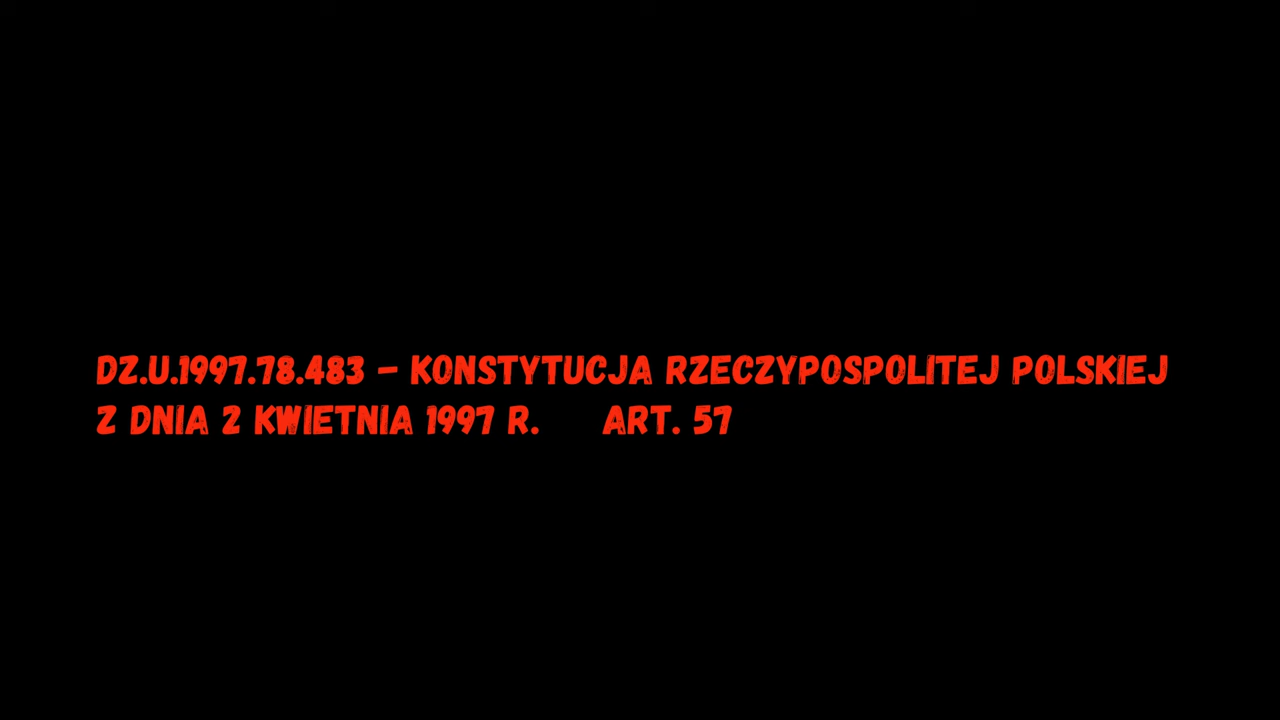 DZ.U.1997.78.483 – KONSTYTUCJA RZECZYPOSPOLITEJ POLSKIEJ
Z DNIA 2 KWIETNIA 1997 R. ART. 57